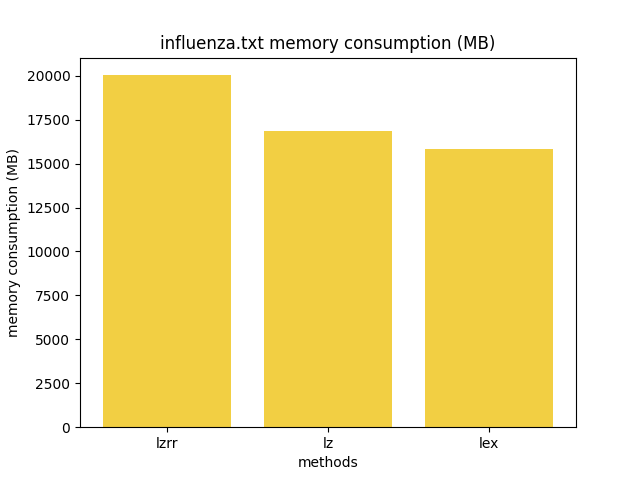 influenza.txt memory consumption (MB)
memory consumption (MB)
20000
17500
15000
12500
10000
7500
5000
2500
0
lzrr lz lex
methods